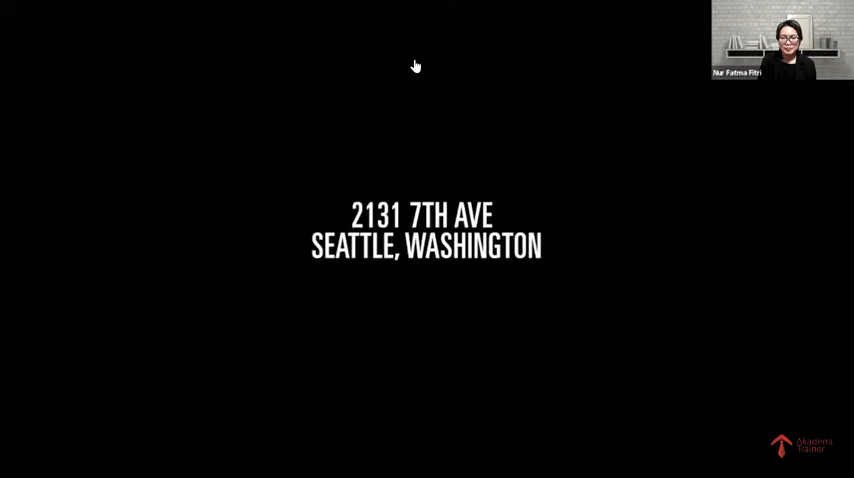 Nur Fatma Fitri
2131 7TH AVE
SEATTLE, WASHINGTON
Akademi
Trainer